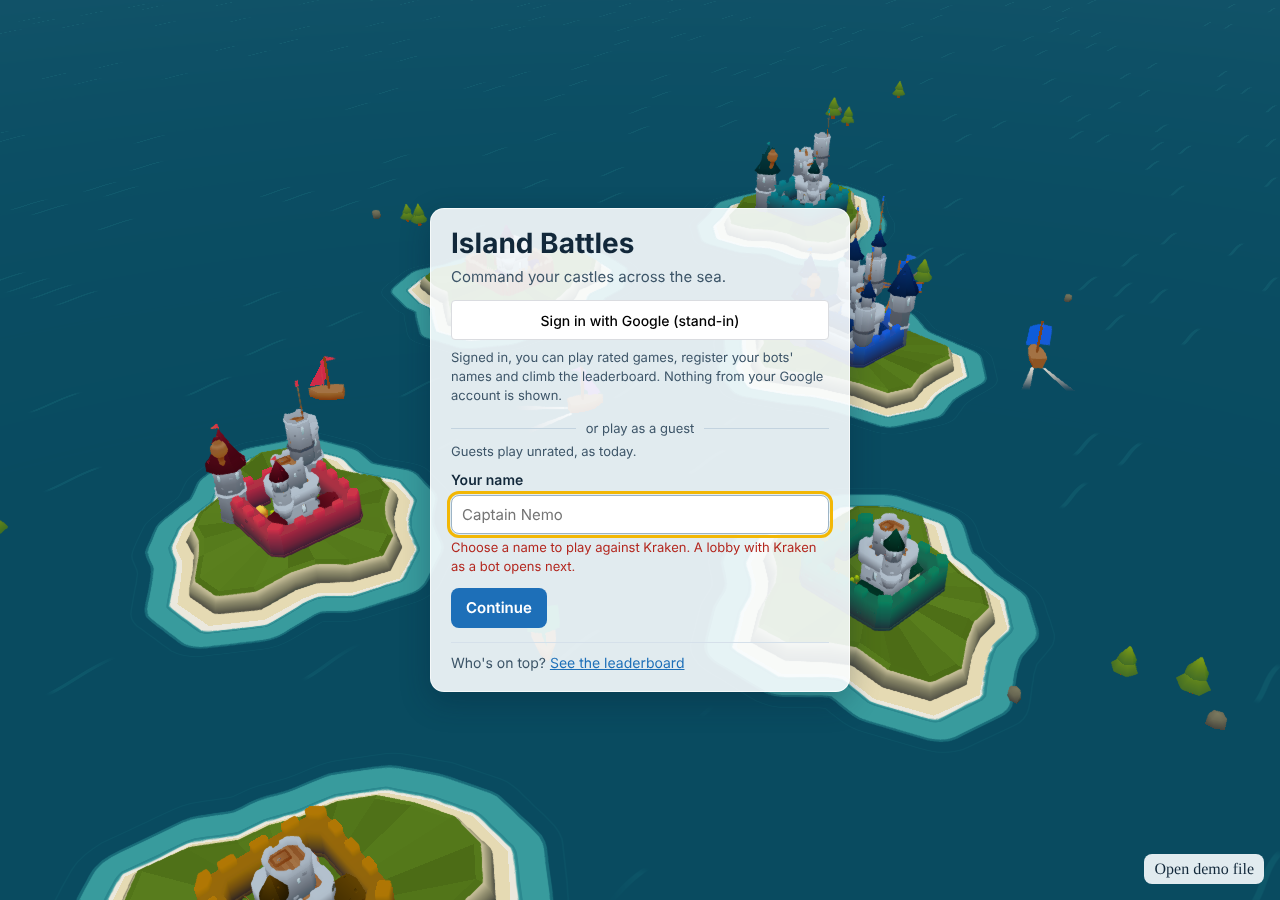 Island Battles
Command your castles across the sea.
Sign in with Google (stand-in)
Signed in, you can play rated games, register your bots'
names and climb the leaderboard. Nothing from your Google
account is shown.
or play as a guest
Guests play unrated, as today.
Your name
Captain Nemo
Choose a name to play against Kraken. A lobby with Kraken
as a bot opens next.
Continue
Who's on top? See the leaderboard
Open demo file